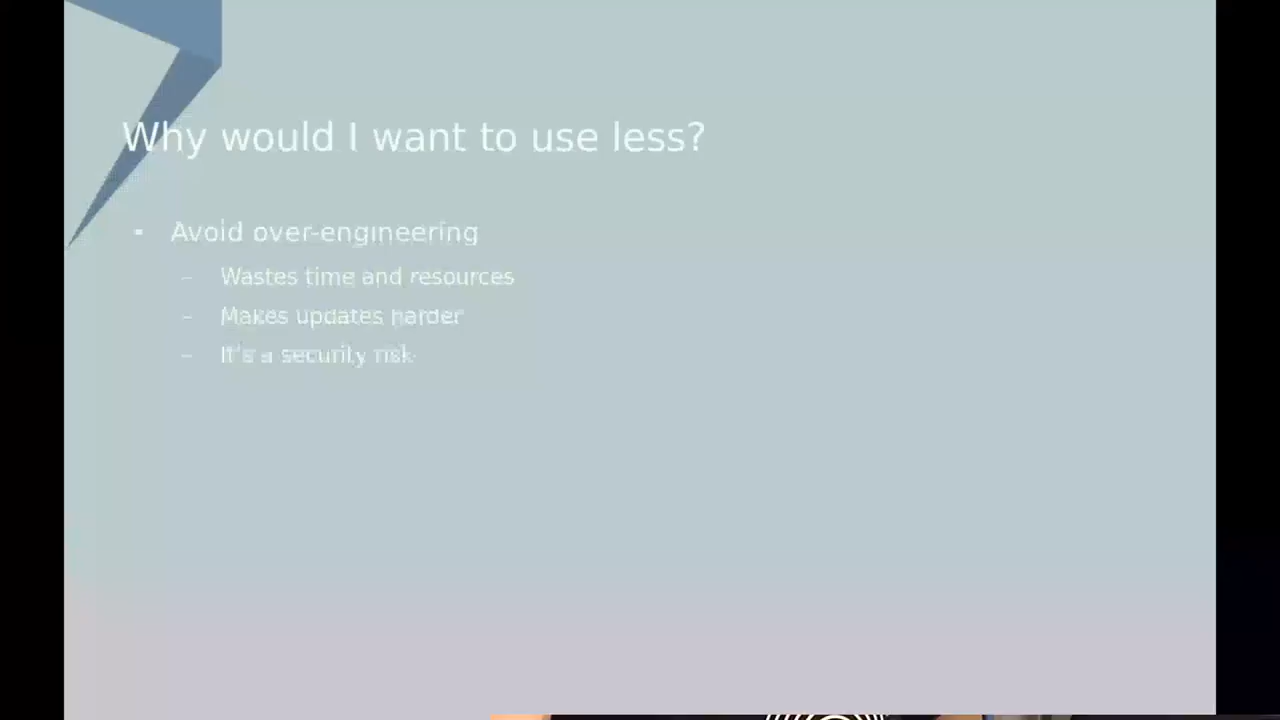 Why would I want to use less?
• Avoid over-engineering
– Wastes time and resources
– Makes updates harder
– It's a security risk